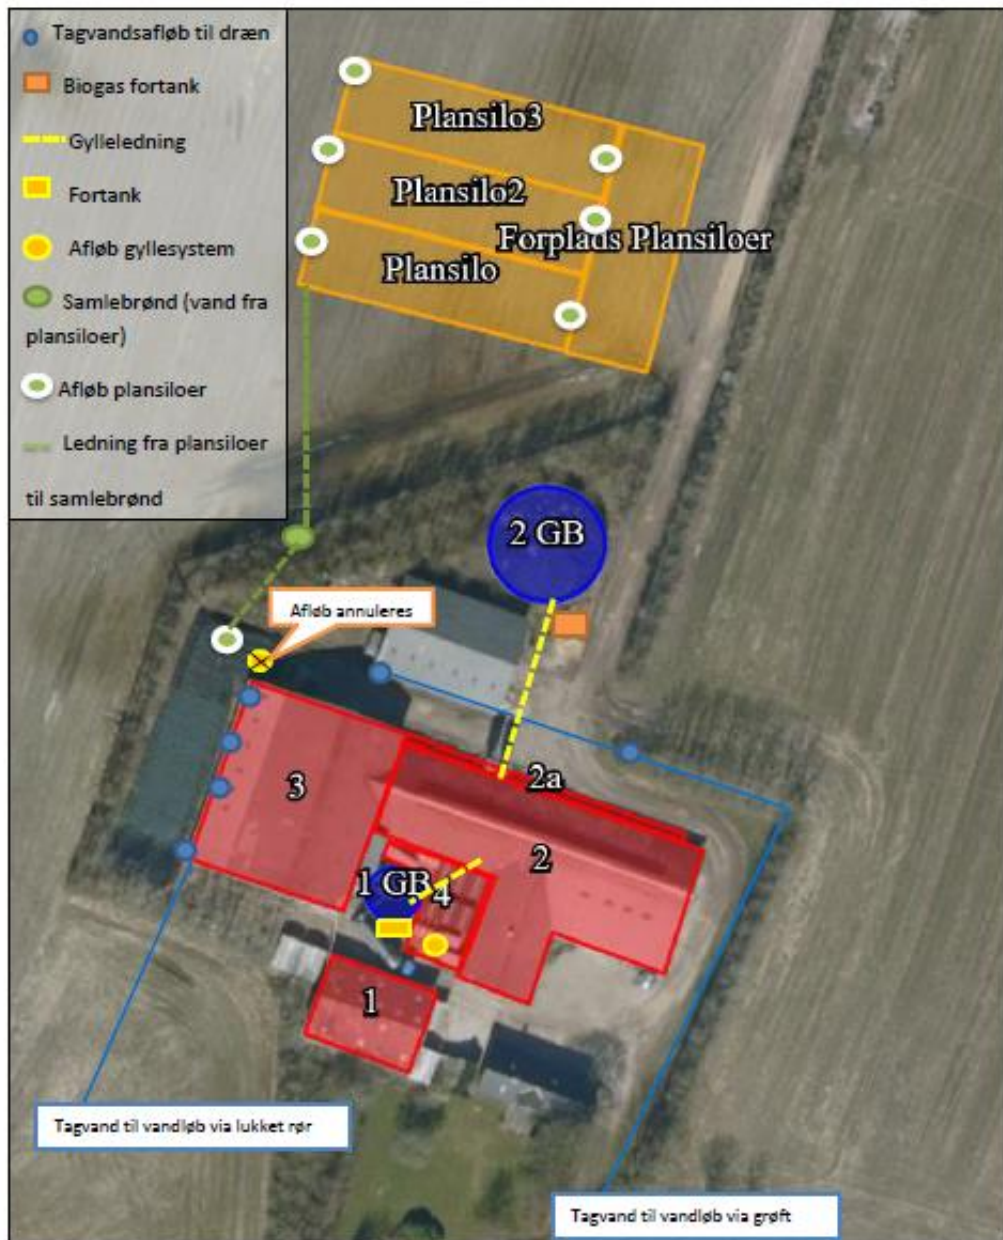 Tagvandsafløb til dræn
Biogas fortank
Gylleledning
Fortank
Afløb gyllesystem
Samlebrønd (vand fra
plansiloer)
Afløb plansiloer
Ledning fra plansiloer
til samlebrønd
Plansilo3
Plansilo2
Forplads Plansiloer
Plansilo
2 GB
Afløb annuleres
2a
3
2
1 GB
4
1
Tagvand til vandløb via lukket rør
Tagvand til vandløb via grøft